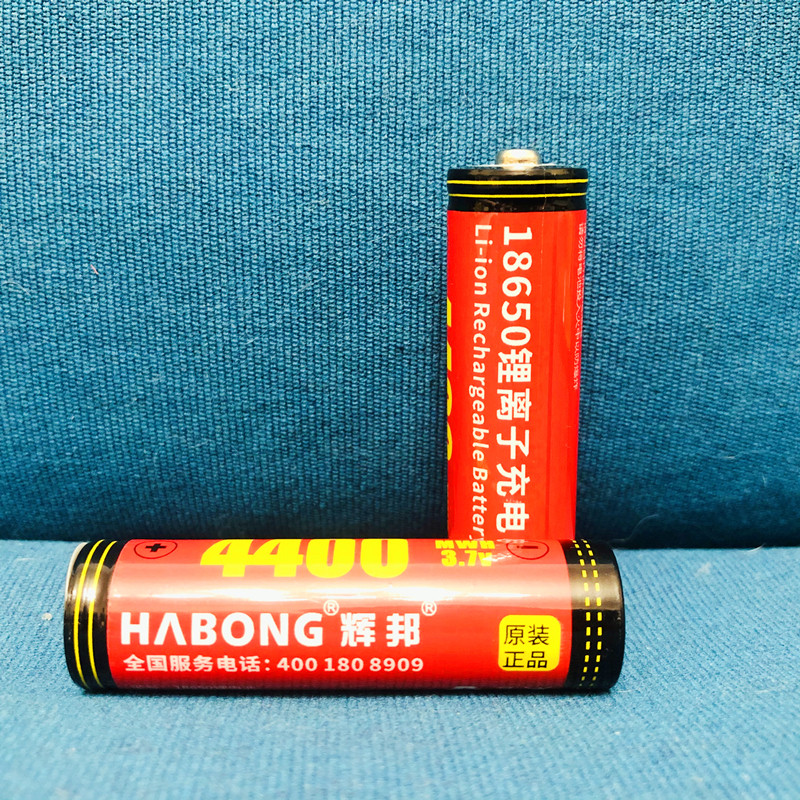 18650锂离子充电
Li-ion Rechargeable Battery
4400
MWH
3.7V
HABONG® 辉邦®
原装
正品
全国服务电话: 400 180 8909